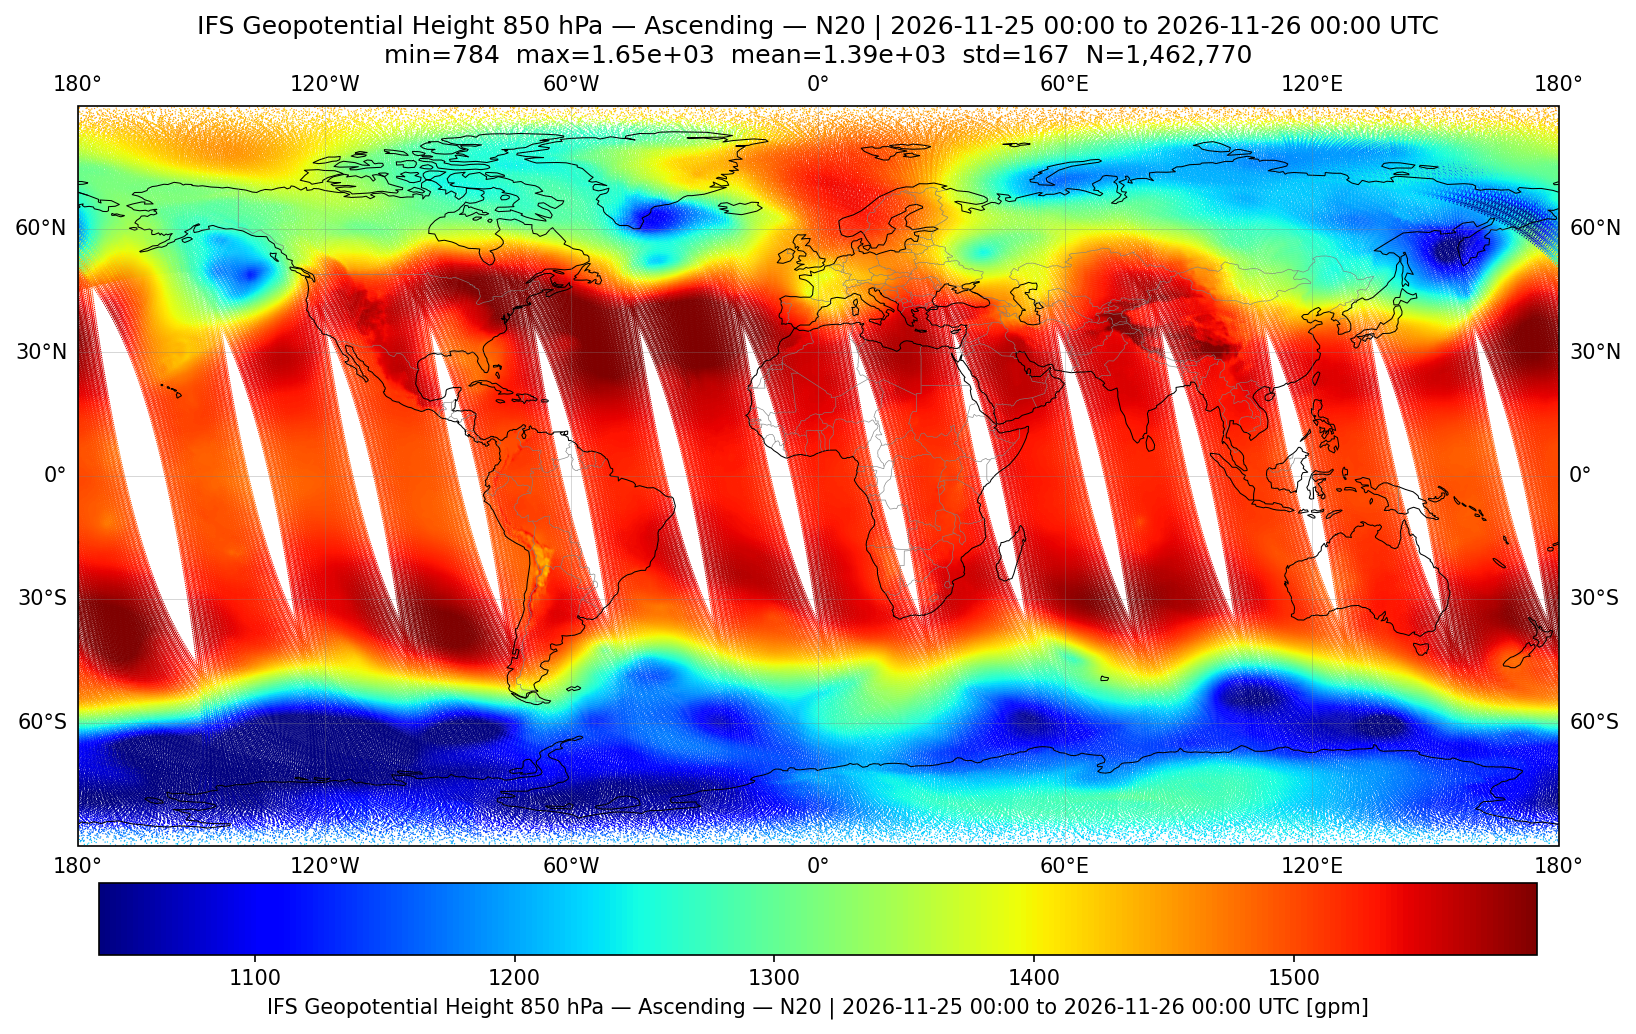 IFS Geopotential Height 850 hPa — Ascending — N20 | 2026-11-25 00:00 to 2026-11-26 00:00 UTC
min=784  max=1.65e+03  mean=1.39e+03  std=167  N=1,462,770
180° 120°W 60°W 0° 60°E 120°E 180°
60°N 60°N
30°N 30°N
0° 0°
30°S 30°S
60°S 60°S
180° 120°W 60°W 0° 60°E 120°E 180°
1100 1200 1300 1400 1500
IFS Geopotential Height 850 hPa — Ascending — N20 | 2026-11-25 00:00 to 2026-11-26 00:00 UTC [gpm]